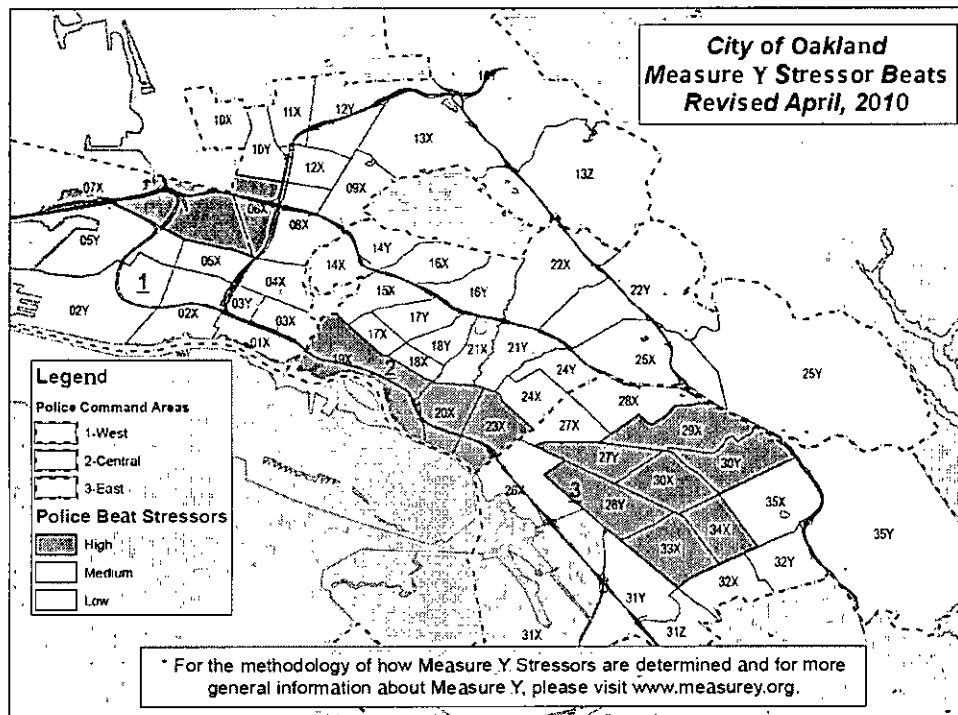 City of Oakland
Measure Y Stressor Beats
Revised April, 2010
10X
11X
12Y
10Y
12X
13X
13Z
09X
07X
06X
08X
05Y
05X
04X
14X
14Y
16X
22X
22Y
1
02Y
02X
03Y
03X
01X
15X
16Y
17Y
17X
18Y
18X
21X
21Y
19X
2
24Y
25X
25Y
24X
28X
20X
23X
27X
29X
27Y
30X
30Y
26X
3
26Y
34X
35X
35Y
33X
32Y
32X
31Y
31Z
31X
Legend
Police Command Areas
1-West
2-Central
3-East
Police Beat Stressors
High
Medium
Low
* For the methodology of how Measure Y Stressors are determined and for more
general information about Measure Y, please visit www.measurey.org.